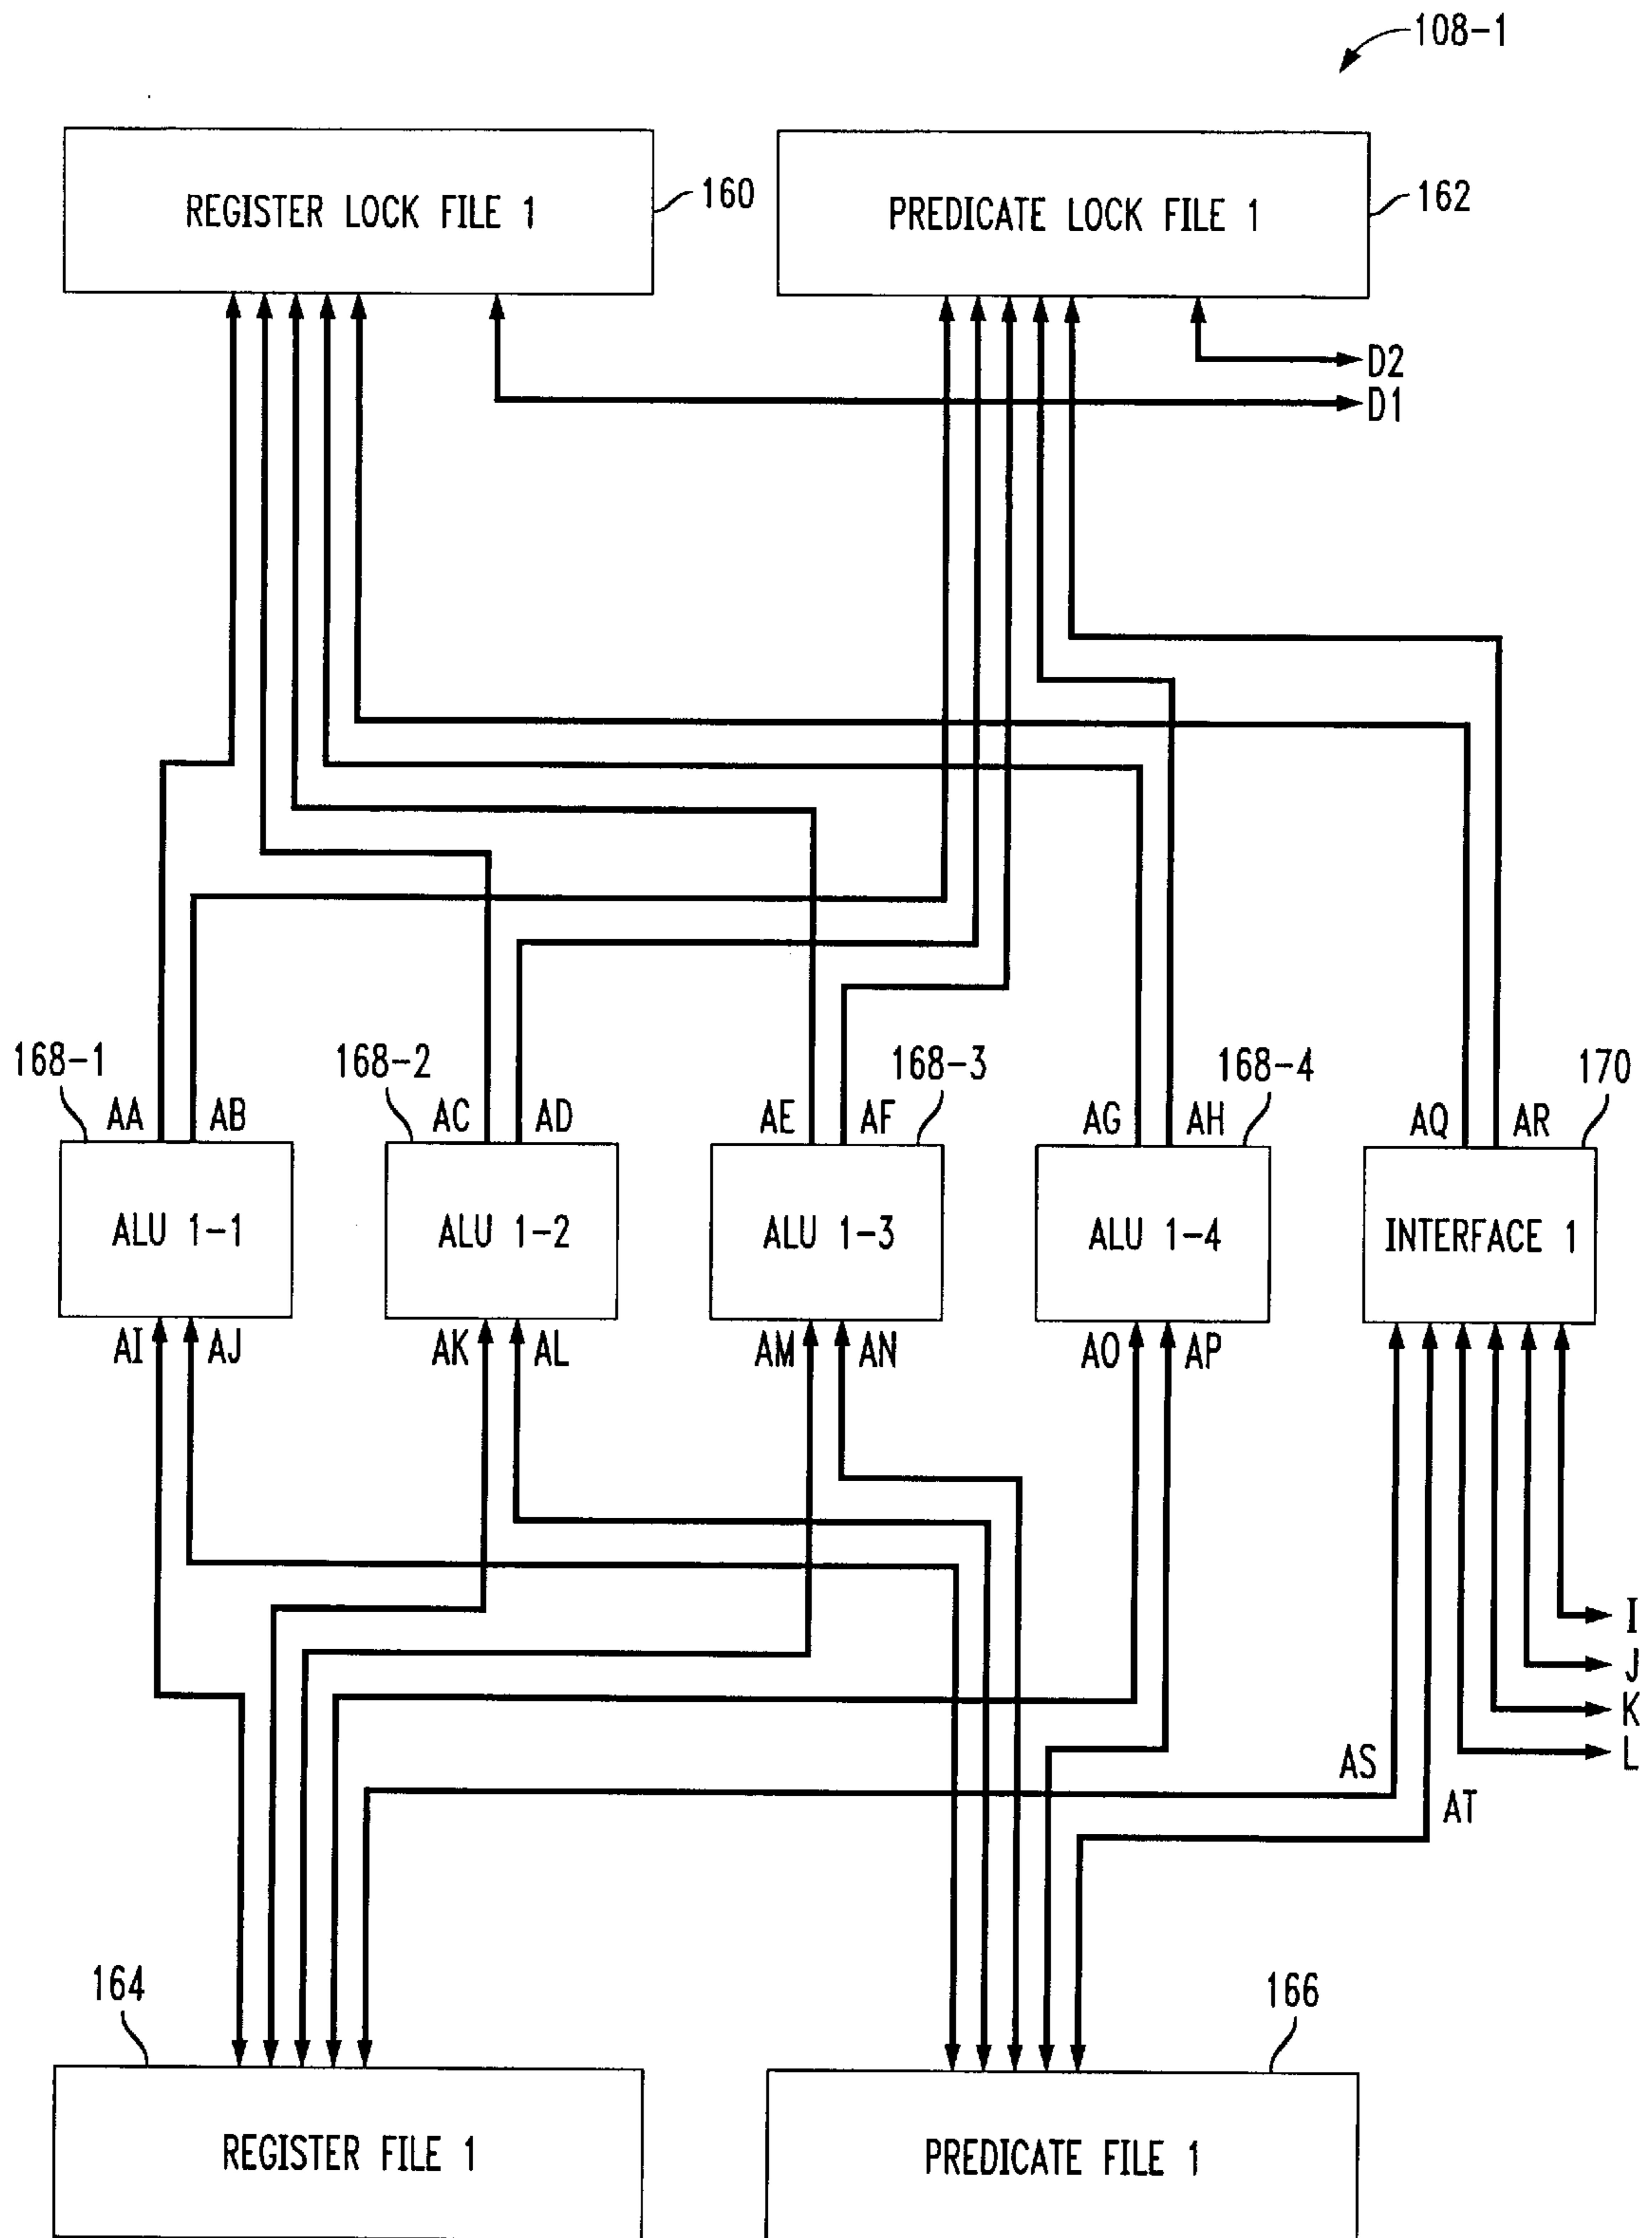 108-1
REGISTER LOCK FILE 1
160
PREDICATE LOCK FILE 1
162
D2
D1
168-1
AA
AB
168-2
AC
AD
AE
AF
168-3
AG
AH
168-4
AQ
AR
170
ALU 1-1
ALU 1-2
ALU 1-3
ALU 1-4
INTERFACE 1
AI
AJ
AK
AL
AM
AN
AO
AP
I
J
K
L
AS
AT
164
166
REGISTER FILE 1
PREDICATE FILE 1